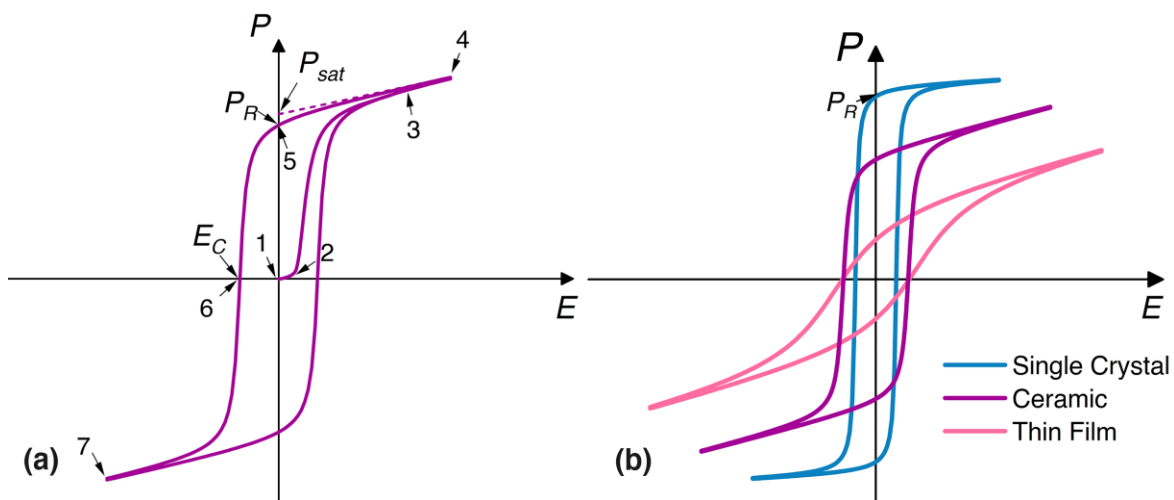 P
4
P_sat
P_R
3
5
E_C
1
2
6
E
7
(a)
P
P_R
E
Single Crystal
Ceramic
Thin Film
(b)